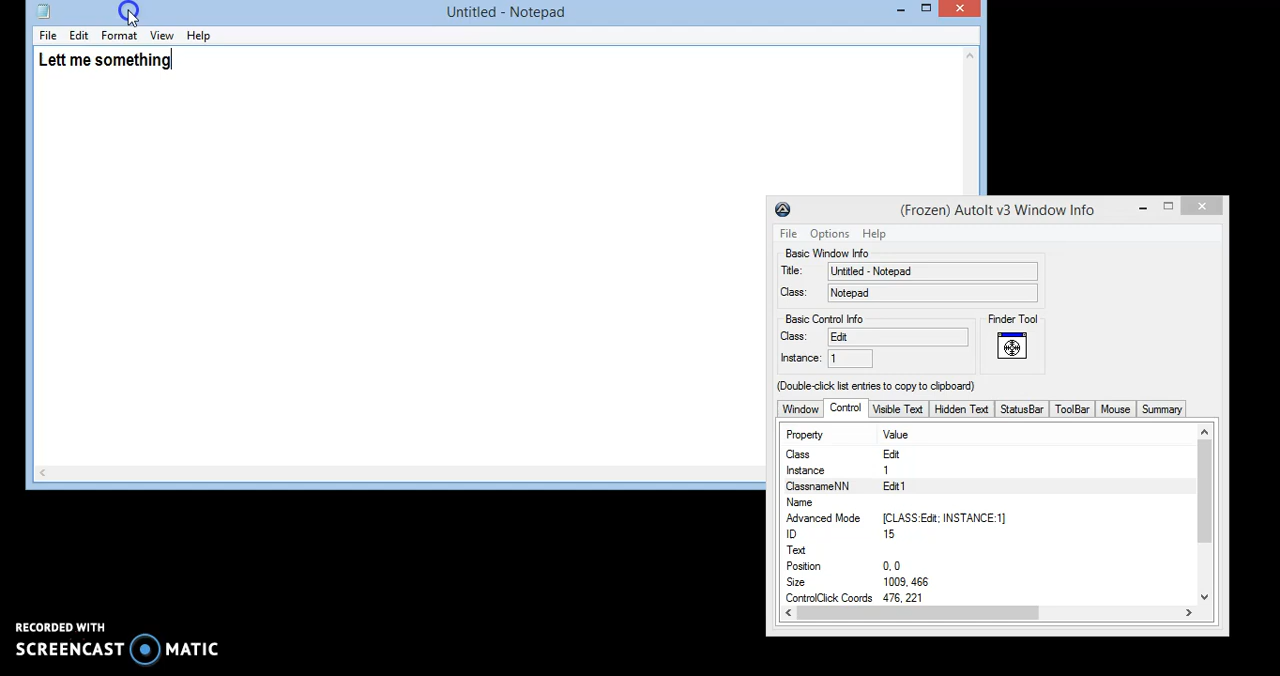 Untitled - Notepad
File Edit Format View Help
Lett me something
(Frozen) AutoIt v3 Window Info
File Options Help
Basic Window Info
Title: Untitled - Notepad
Class: Notepad
Basic Control Info
Finder Tool
Class: Edit
Instance: 1
(Double-click list entries to copy to clipboard)
Window Control Visible Text Hidden Text StatusBar ToolBar Mouse Summary
Property Value
Class Edit
Instance 1
ClassnameNN Edit1
Name
Advanced Mode [CLASS:Edit; INSTANCE:1]
ID 15
Text
Position 0, 0
Size 1009, 466
ControlClick Coords 476, 221
RECORDED WITH
SCREENCAST MATIC